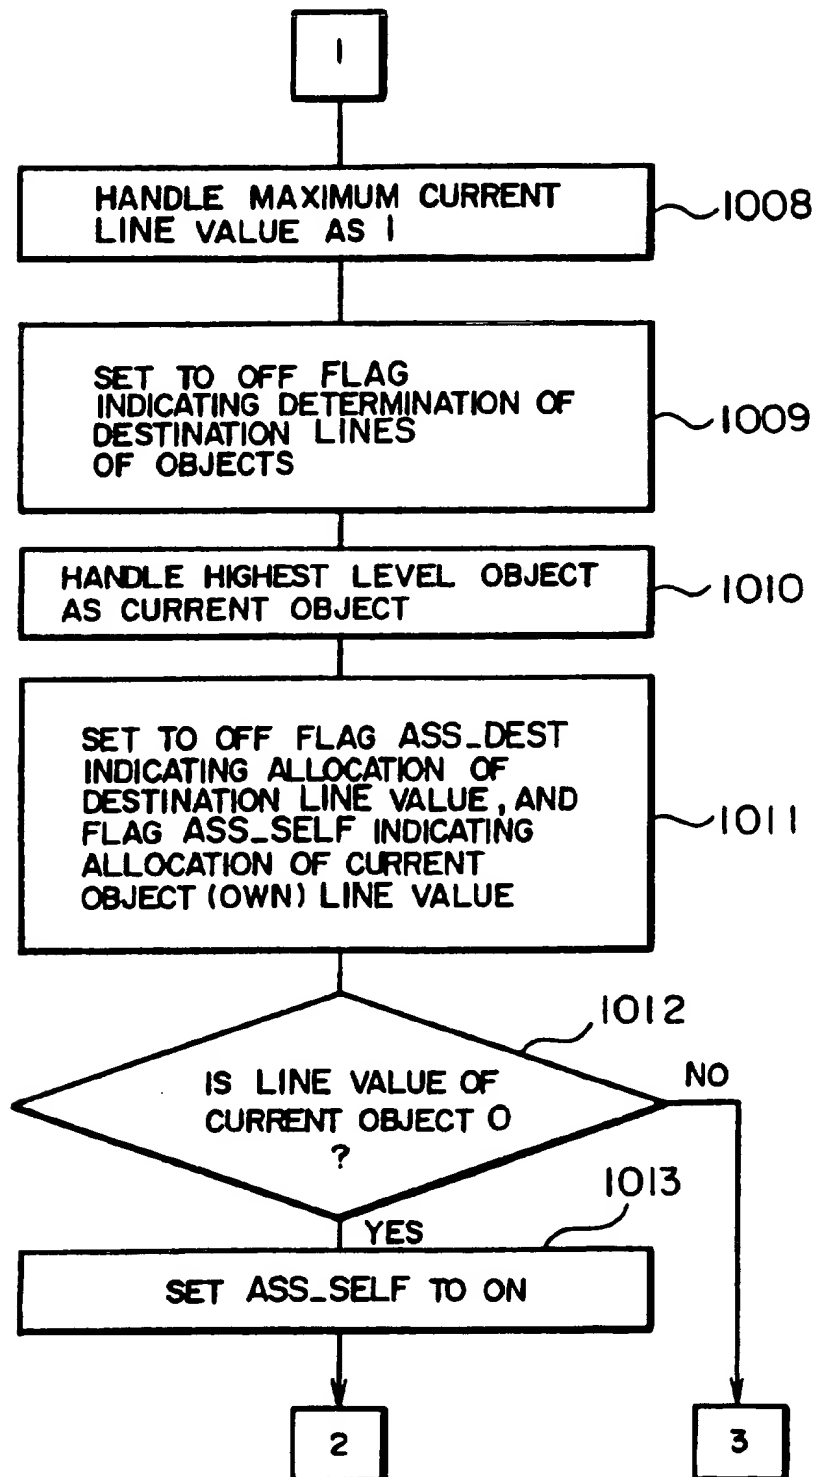 1
HANDLE MAXIMUM CURRENT
LINE VALUE AS 1
1008
SET TO OFF FLAG
INDICATING DETERMINATION OF
DESTINATION LINES
OF OBJECTS
1009
HANDLE HIGHEST LEVEL OBJECT
AS CURRENT OBJECT
1010
SET TO OFF FLAG ASS_DEST
INDICATING ALLOCATION OF
DESTINATION LINE VALUE, AND
FLAG ASS_SELF INDICATING
ALLOCATION OF CURRENT
OBJECT (OWN) LINE VALUE
1011
1012
IS LINE VALUE OF
CURRENT OBJECT 0
?
NO
YES
1013
SET ASS_SELF TO ON
2
3